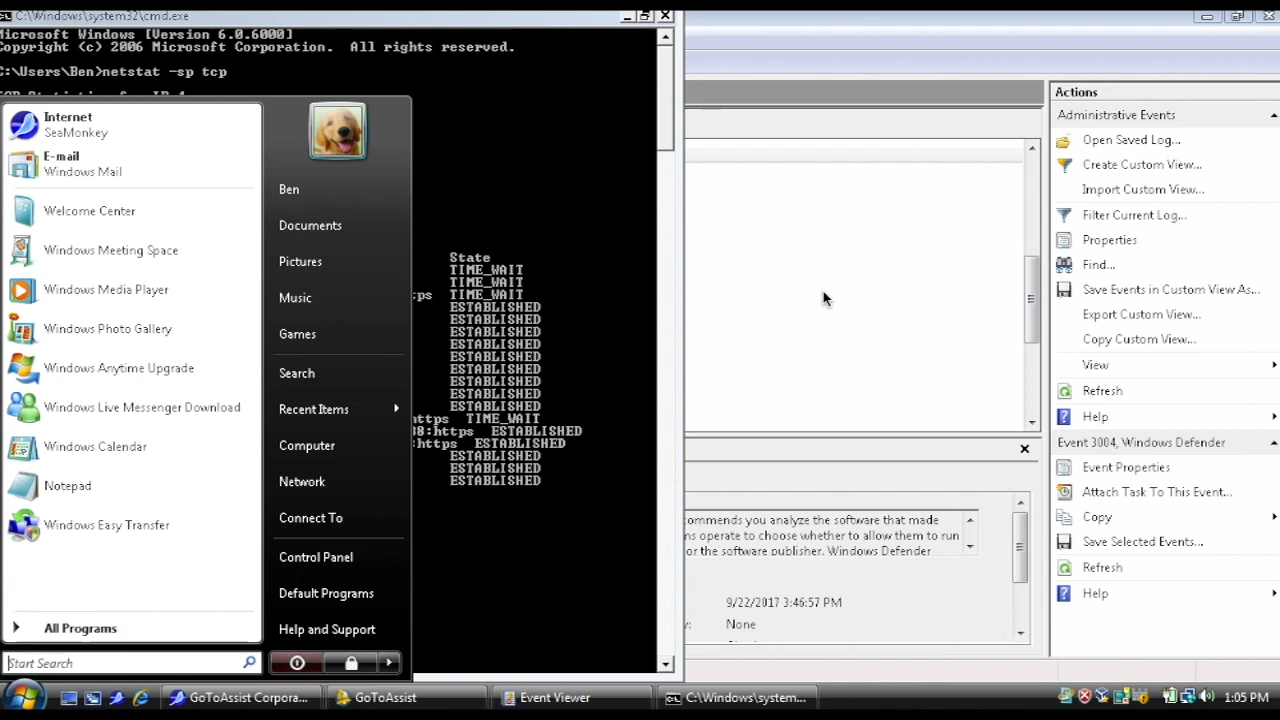 C:\Windows\system32\cmd.exe
Microsoft Windows [Version 6.0.6000]
Copyright (c) 2006 Microsoft Corporation. All rights reserved.
C:\Users\Ben>netstat -sp tcp
State
TIME_WAIT
TIME_WAIT
TIME_WAIT
ESTABLISHED
ESTABLISHED
ESTABLISHED
ESTABLISHED
ESTABLISHED
ESTABLISHED
ESTABLISHED
ESTABLISHED
ESTABLISHED
https TIME_WAIT
:https ESTABLISHED
:https ESTABLISHED
ESTABLISHED
ESTABLISHED
ESTABLISHED
Internet
SeaMonkey
E-mail
Windows Mail
Welcome Center
Windows Meeting Space
Windows Media Player
Windows Photo Gallery
Windows Anytime Upgrade
Windows Live Messenger Download
Windows Calendar
Notepad
Windows Easy Transfer
All Programs
Start Search
Ben
Documents
Pictures
Music
Games
Search
Recent Items
Computer
Network
Connect To
Control Panel
Default Programs
Help and Support
commends you analyze the software that made
ns operate to choose whether to allow them to run
or the software publisher. Windows Defender
9/22/2017 3:46:57 PM
None
Actions
Administrative Events
Open Saved Log...
Create Custom View...
Import Custom View...
Filter Current Log...
Properties
Find...
Save Events in Custom View As...
Export Custom View...
Copy Custom View...
View
Refresh
Help
Event 3004, Windows Defender
Event Properties
Attach Task To This Event...
Copy
Save Selected Events...
Refresh
Help
GoToAssist Corpora...
GoToAssist
Event Viewer
C:\Windows\system...
1:05 PM